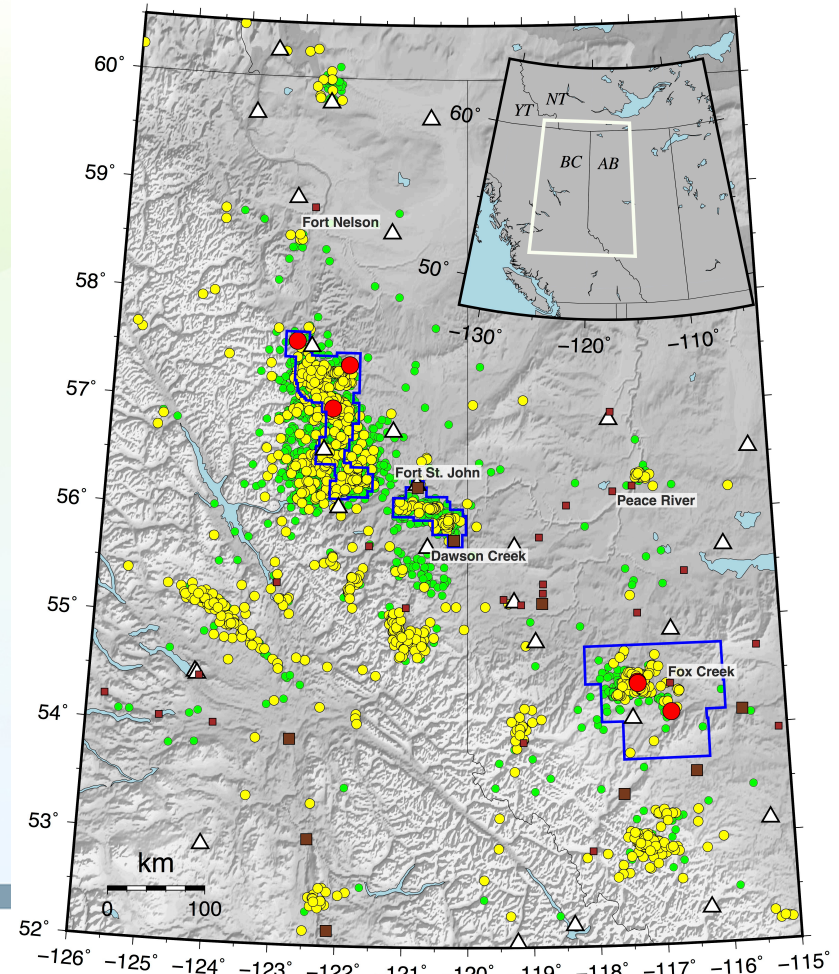 60°
59°
58°
57°
56°
55°
54°
53°
52°
YT
NT
60°
BC
AB
50°
−130°
−120°
−110°
Fort Nelson
Fort St. John
Peace River
Dawson Creek
Fox Creek
km
0
100
−126°
−125°
−124°
−123°
−122°
−121°
−120°
−119°
−118°
−117°
−116°
−115°